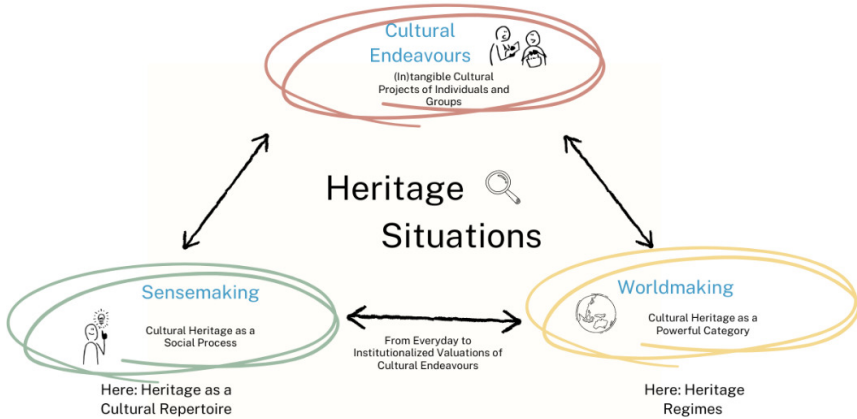 Cultural
Endeavours
(In)tangible Cultural
Projects of Individuals and
Groups
Heritage
Situations
Sensemaking
Cultural Heritage as a
Social Process
From Everyday to
Institutionalized Valuations of
Cultural Endeavours
Worldmaking
Cultural Heritage as a
Powerful Category
Here: Heritage as a
Cultural Repertoire
Here: Heritage
Regimes